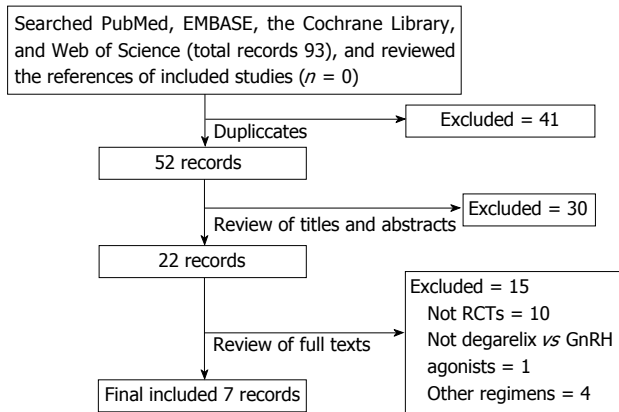 Searched PubMed, EMBASE, the Cochrane Library,
and Web of Science (total records 93), and reviewed
the references of included studies (n = 0)
Excluded = 41
Dupliccates
52 records
Excluded = 30
Review of titles and abstracts
22 records
Excluded = 15
Not RCTs = 10
Not degarelix vs GnRH
agonists = 1
Other regimens = 4
Review of full texts
Final included 7 records